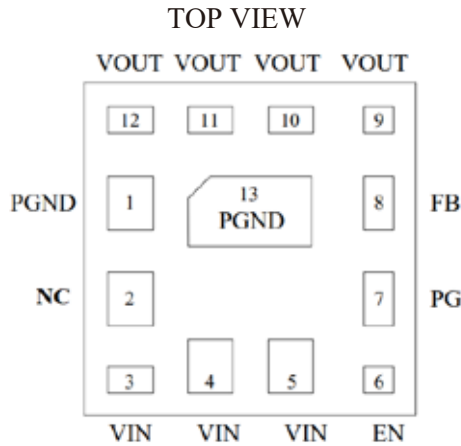 TOP VIEW
VOUT VOUT VOUT VOUT
12 11 10 9
PGND 1 13 8 FB
PGND
NC 2 7 PG
3 4 5 6
VIN VIN VIN EN